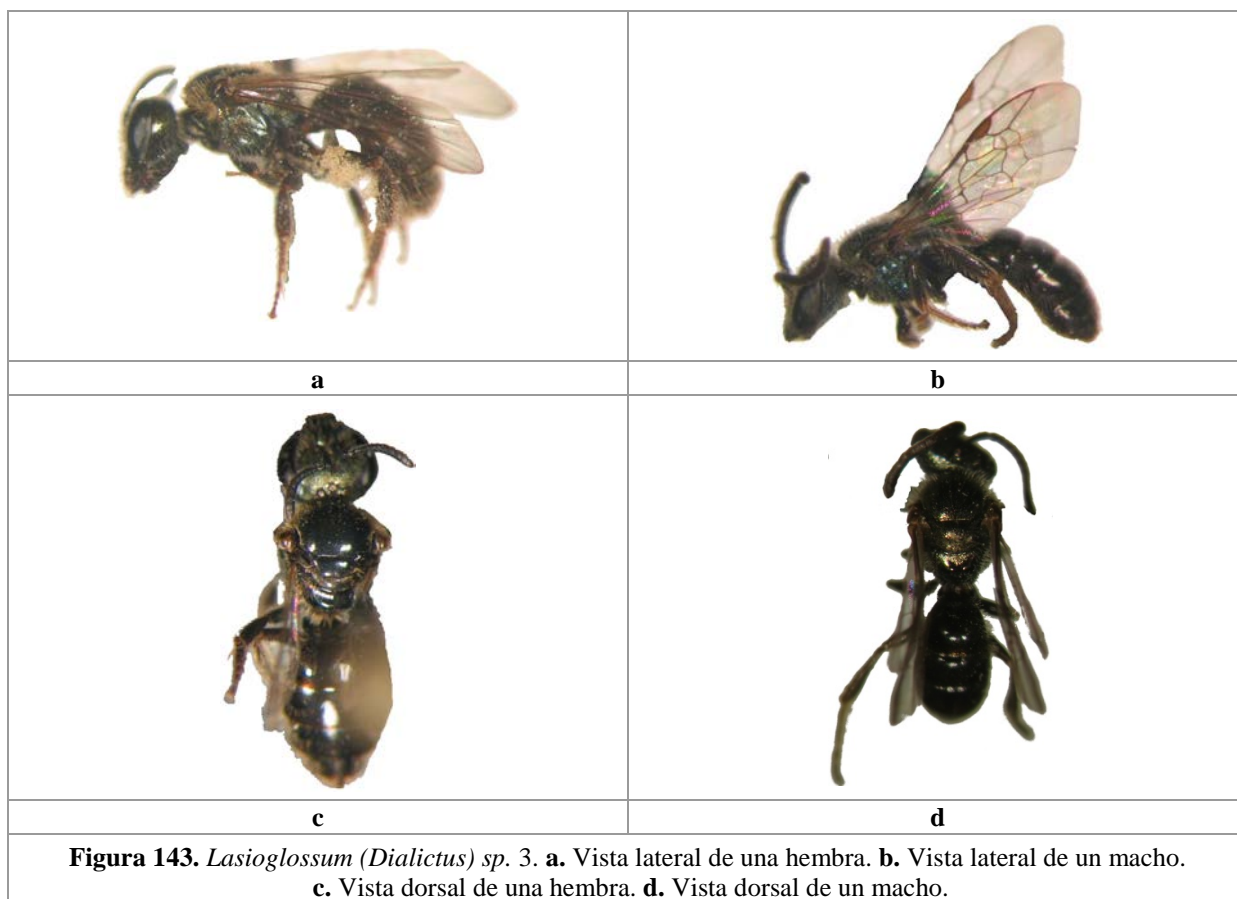 a
b
c
d
Figura 143. Lasioglossum (Dialictus) sp. 3. a. Vista lateral de una hembra. b. Vista lateral de un macho.
c. Vista dorsal de una hembra. d. Vista dorsal de un macho.